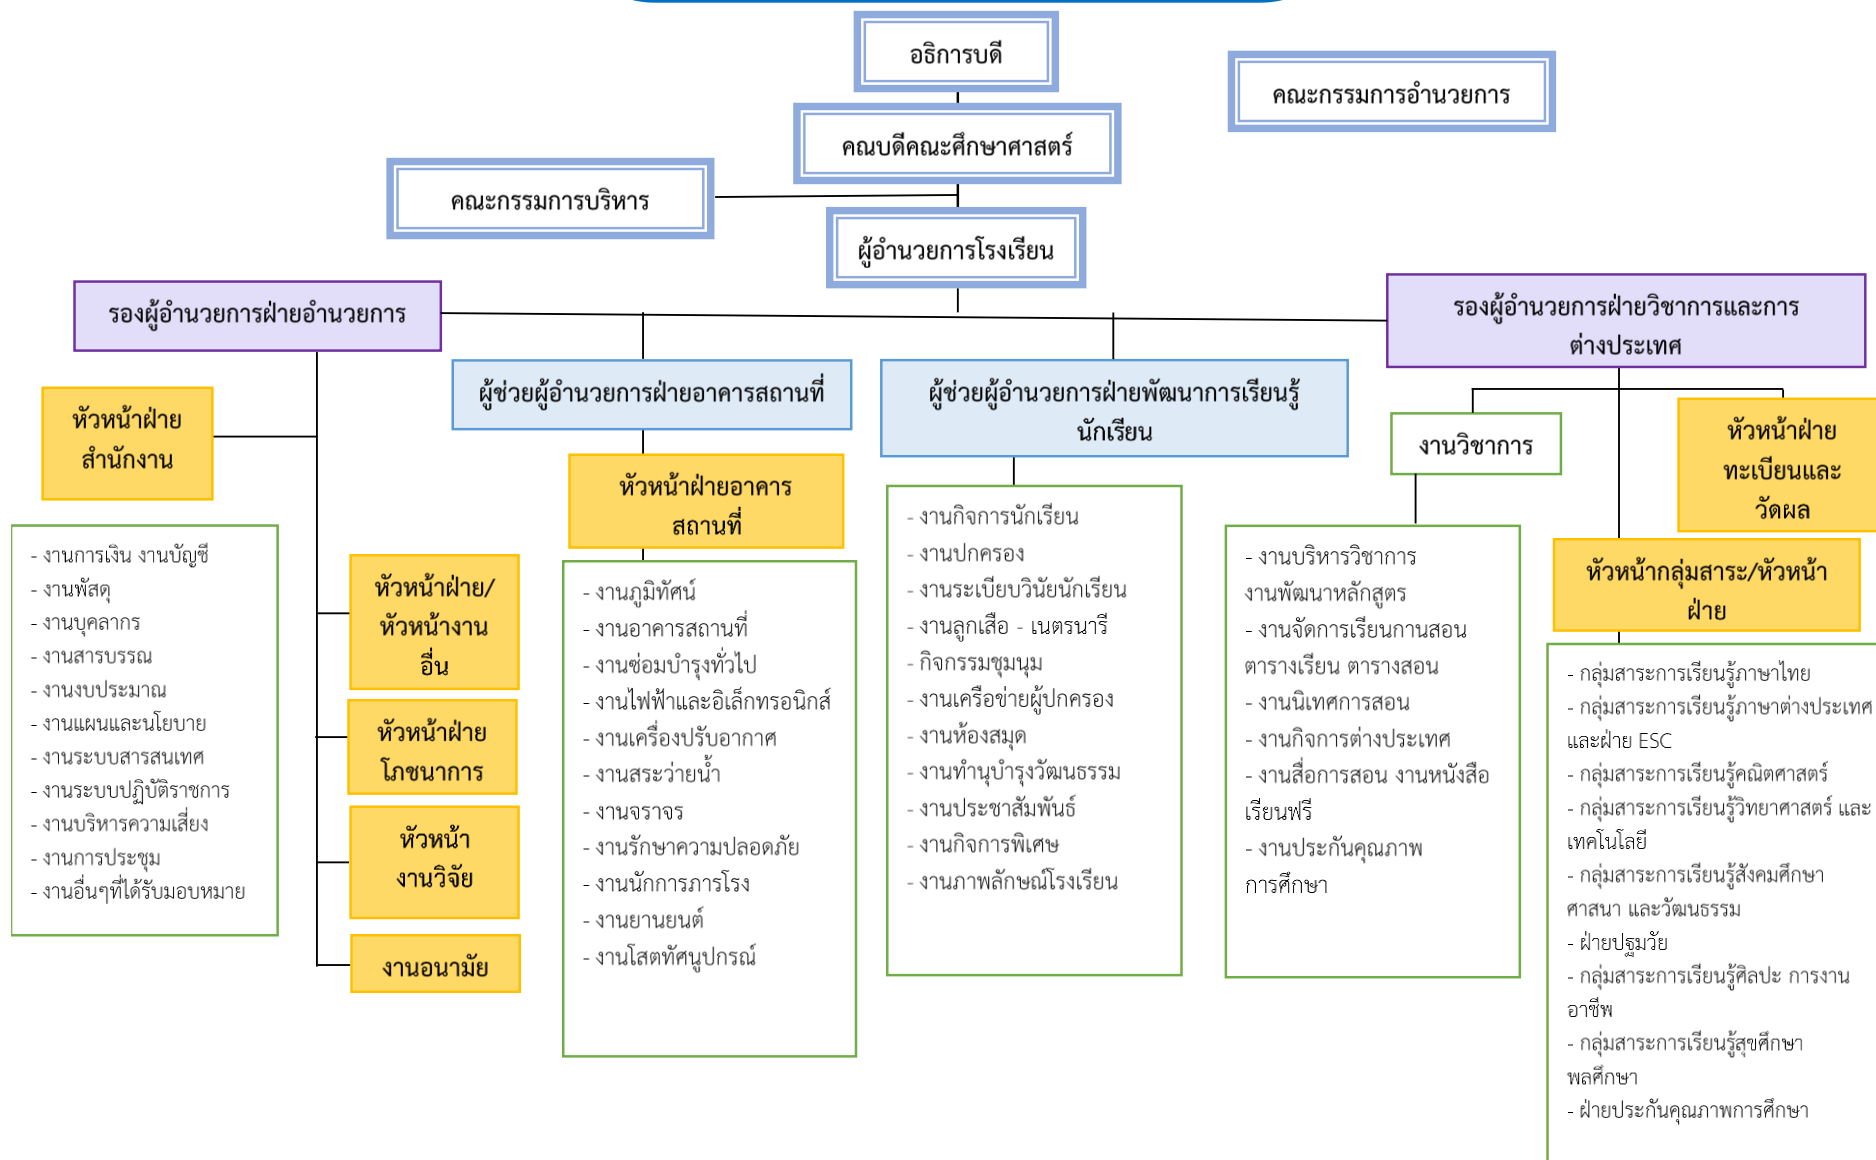 อธิการบดี
คณะกรรมการอำนวยการ
คณบดีคณะศึกษาศาสตร์
คณะกรรมการบริหาร
ผู้อำนวยการโรงเรียน
รองผู้อำนวยการฝ่ายอำนวยการ
รองผู้อำนวยการฝ่ายวิชาการและการ
ต่างประเทศ
ผู้ช่วยผู้อำนวยการฝ่ายอาคารสถานที่
ผู้ช่วยผู้อำนวยการฝ่ายพัฒนาการเรียนรู้
นักเรียน
หัวหน้าฝ่าย
สำนักงาน
- งานการเงิน งานบัญชี
- งานพัสดุ
- งานบุคลากร
- งานสารบรรณ
- งานงบประมาณ
- งานแผนและนโยบาย
- งานระบบสารสนเทศ
- งานระบบปฏิบัติราชการ
- งานบริหารความเสี่ยง
- งานการประชุม
- งานอื่นๆที่ได้รับมอบหมาย
หัวหน้าฝ่าย/
หัวหน้างาน
อื่น
หัวหน้าฝ่าย
โภชนาการ
หัวหน้า
งานวิจัย
งานอนามัย
หัวหน้าฝ่ายอาคาร
สถานที่
- งานภูมิทัศน์
- งานอาคารสถานที่
- งานซ่อมบำรุงทั่วไป
- งานไฟฟ้าและอิเล็กทรอนิกส์
- งานเครื่องปรับอากาศ
- งานสระว่ายน้ำ
- งานจราจร
- งานรักษาความปลอดภัย
- งานนักการภารโรง
- งานยานยนต์
- งานโสตทัศนูปกรณ์
- งานกิจการนักเรียน
- งานปกครอง
- งานระเบียบวินัยนักเรียน
- งานลูกเสือ - เนตรนารี
- กิจกรรมชุมนุม
- งานเครือข่ายผู้ปกครอง
- งานห้องสมุด
- งานทำนุบำรุงวัฒนธรรม
- งานประชาสัมพันธ์
- งานกิจการพิเศษ
- งานภาพลักษณ์โรงเรียน
งานวิชาการ
- งานบริหารวิชาการ
งานพัฒนาหลักสูตร
- งานจัดการเรียนกานสอน
ตารางเรียน ตารางสอน
- งานนิเทศการสอน
- งานกิจการต่างประเทศ
- งานสื่อการสอน งานหนังสือ
เรียนฟรี
- งานประกันคุณภาพ
การศึกษา
หัวหน้าฝ่าย
ทะเบียนและ
วัดผล
หัวหน้ากลุ่มสาระ/หัวหน้า
ฝ่าย
- กลุ่มสาระการเรียนรู้ภาษาไทย
- กลุ่มสาระการเรียนรู้ภาษาต่างประเทศ
และฝ่าย ESC
- กลุ่มสาระการเรียนรู้คณิตศาสตร์
- กลุ่มสาระการเรียนรู้วิทยาศาสตร์ และ
เทคโนโลยี
- กลุ่มสาระการเรียนรู้สังคมศึกษา
ศาสนา และวัฒนธรรม
- ฝ่ายปฐมวัย
- กลุ่มสาระการเรียนรู้ศิลปะ การงาน
อาชีพ
- กลุ่มสาระการเรียนรู้สุขศึกษา
พลศึกษา
- ฝ่ายประกันคุณภาพการศึกษา